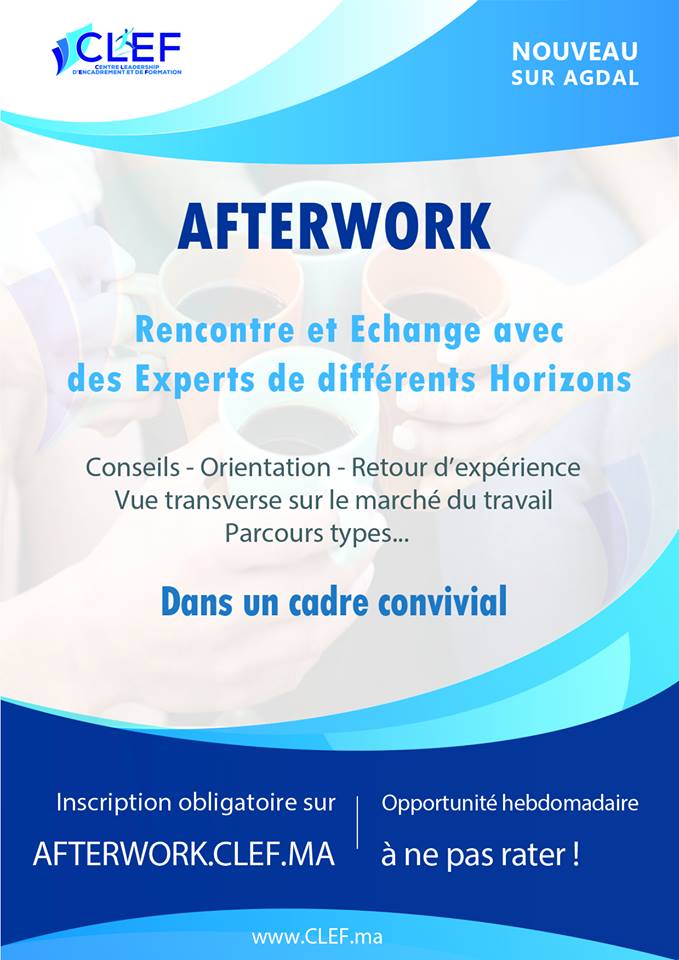 CLEF
CENTRE LEADERSHIP
D'ENCADREMENT ET DE FORMATION
NOUVEAU
SUR AGDAL
AFTERWORK
Rencontre et Echange avec
des Experts de différents Horizons
Conseils - Orientation - Retour d'expérience
Vue transverse sur le marché du travail
Parcours types...
Dans un cadre convivial
Inscription obligatoire sur
AFTERWORK.CLEF.MA
Opportunité hebdomadaire
à ne pas rater !
www.CLEF.ma